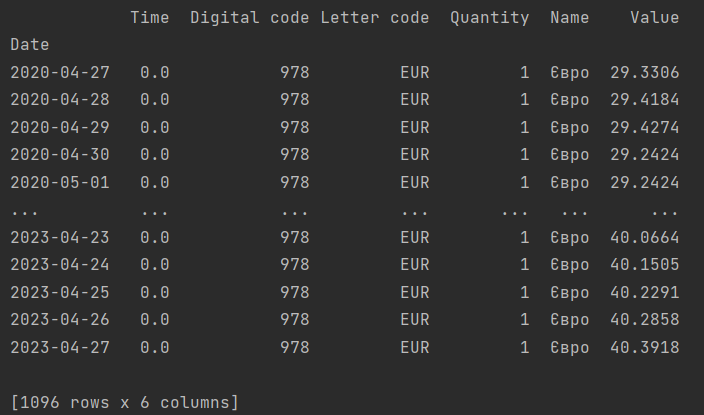 Time Digital code Letter code Quantity Name Value
Date
2020-04-27 0.0 978 EUR 1 Євро 29.3306
2020-04-28 0.0 978 EUR 1 Євро 29.4184
2020-04-29 0.0 978 EUR 1 Євро 29.4274
2020-04-30 0.0 978 EUR 1 Євро 29.2424
2020-05-01 0.0 978 EUR 1 Євро 29.2424
... ... ... ... ... ... ...
2023-04-23 0.0 978 EUR 1 Євро 40.0664
2023-04-24 0.0 978 EUR 1 Євро 40.1505
2023-04-25 0.0 978 EUR 1 Євро 40.2291
2023-04-26 0.0 978 EUR 1 Євро 40.2858
2023-04-27 0.0 978 EUR 1 Євро 40.3918
[1096 rows x 6 columns]